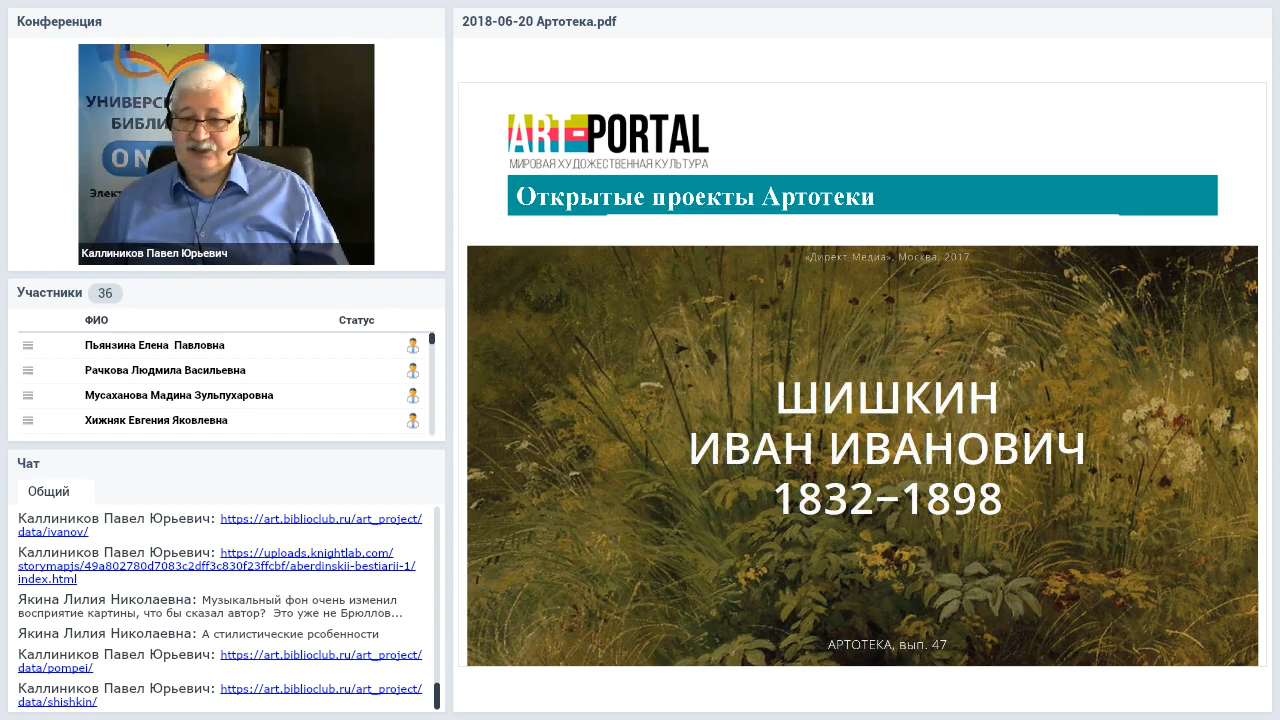 Конференция
УНИВЕРС
БИБЛИ
ON
Элект
Каллиников Павел Юрьевич
Участники 36
ФИО Статус
Пьянзина Елена Павловна
Рачкова Людмила Васильевна
Мусаханова Мадина Зульпухаровна
Хижняк Евгения Яковлевна
Чат
Общий
Каллиников Павел Юрьевич: https://art.biblioclub.ru/art_project/
data/ivanov/
Каллиников Павел Юрьевич: https://uploads.knightlab.com/
storymapjs/49a802780d7083c2dff3c830f23ffcbf/aberdinskii-bestiarii-1/
index.html
Якина Лилия Николаевна: Музыкальный фон очень изменил
восприятие картины, что бы сказал автор? Это уже не Брюллов...
Якина Лилия Николаевна: А стилистические рсобенности
Каллиников Павел Юрьевич: https://art.biblioclub.ru/art_project/
data/pompei/
Каллиников Павел Юрьевич: https://art.biblioclub.ru/art_project/
data/shishkin/
2018-06-20 Артотека.pdf
ART-PORTAL
МИРОВАЯ ХУДОЖЕСТВЕННАЯ КУЛЬТУРА
Открытые проекты Артотеки
«Директ-Медиа», Москва, 2017
ШИШКИН
ИВАН ИВАНОВИЧ
1832–1898
АРТОТЕКА, вып. 47